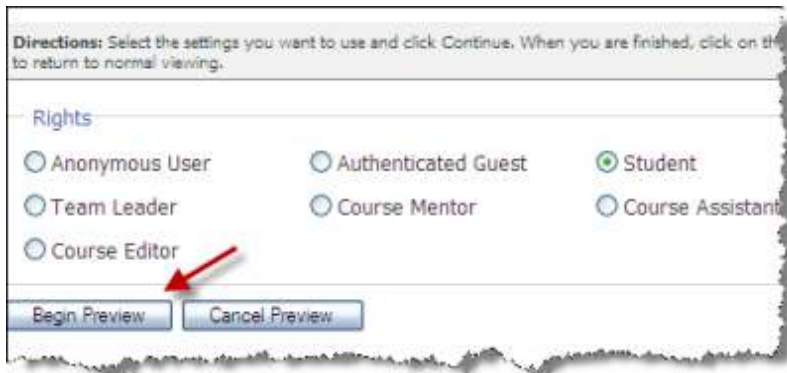 Directions: Select the settings you want to use and click Continue. When you are finished, click on
to return to normal viewing.
Rights
Anonymous User Authenticated Guest Student
Team Leader Course Mentor Course Assistant
Course Editor
Begin Preview Cancel Preview